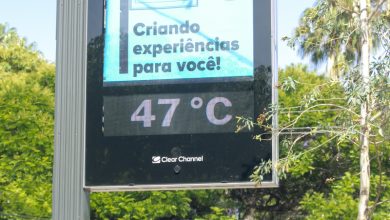 Criando
experiências
para você!
47 °C
Clear Channel